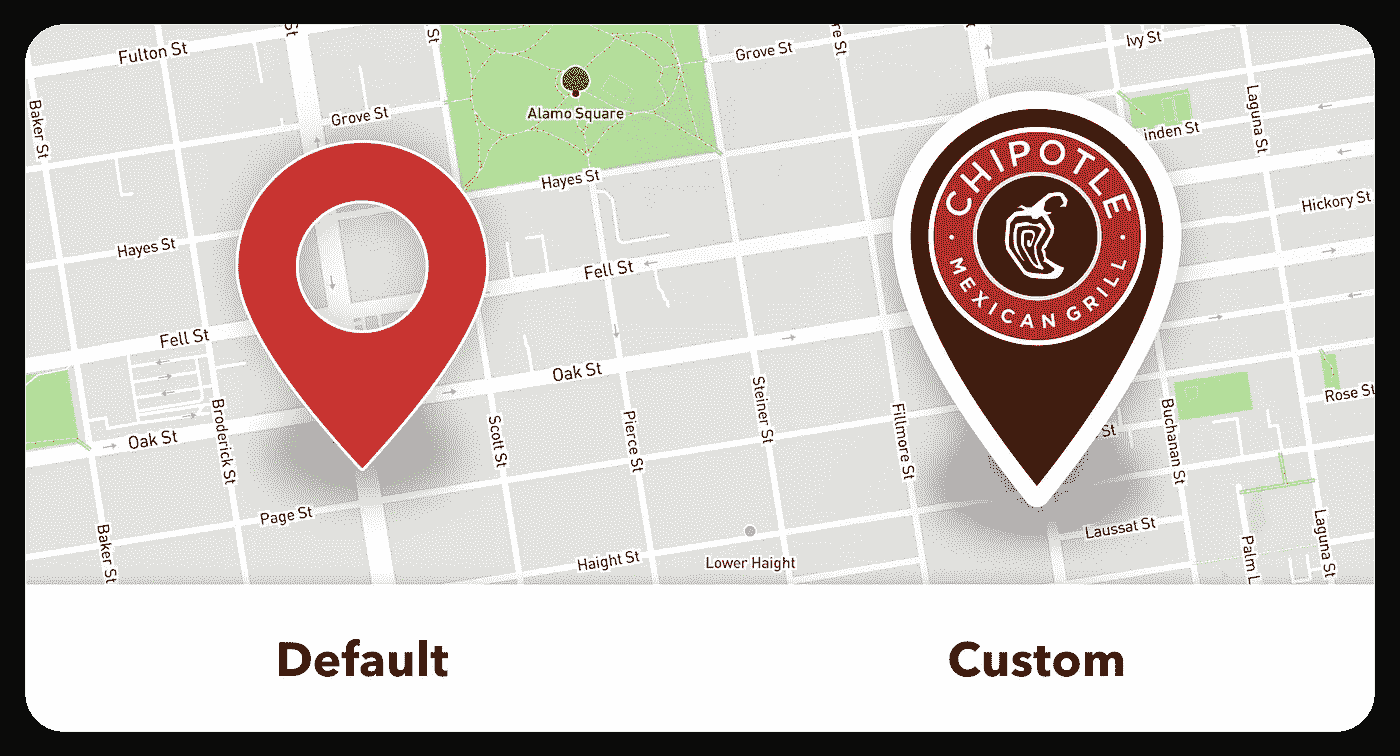 Fulton St
Grove St
Ivy St
Baker St
Alamo Square
Laguna St
Grove St
inden St
Hayes St
Hickory St
Hayes St
Fell St
Fell St
CHIPOTLE
MEXICAN GRILL
Oak St
Rose St
Oak St
Broderick St
Scott St
Pierce St
Steiner St
Fillmore St
Buchanan St
Page St
Laussat St
Baker St
Haight St
Lower Haight
Palm L
Laguna St
Default
Custom